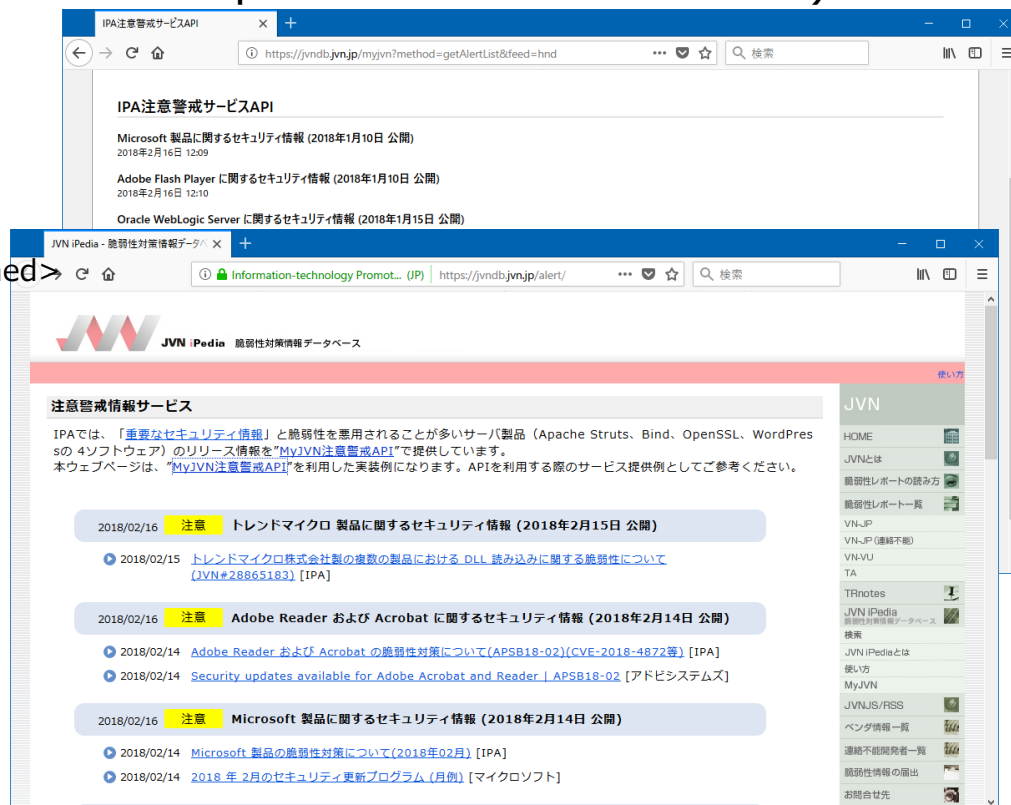 IPA注意警戒サービスAPI
https://jvndb.jvn.jp/myjvn?method=getAlertList&feed=hnd
検索
IPA注意警戒サービスAPI
Microsoft 製品に関するセキュリティ情報 (2018年1月10日 公開)
2018年2月16日 12:09
Adobe Flash Player に関するセキュリティ情報 (2018年1月10日 公開)
2018年2月16日 12:10
Oracle WebLogic Server に関するセキュリティ情報 (2018年1月15日 公開)
JVN iPedia - 脆弱性対策情報データベ
ned>
Information-technology Promot... (JP)
https://jvndb.jvn.jp/alert/
検索
JVN iPedia 脆弱性対策情報データベース
使い方
注意警戒情報サービス
IPAでは、「重要なセキュリティ情報」と脆弱性を悪用されることが多いサーバ製品（Apache Struts、Bind、OpenSSL、WordPres
sの 4ソフトウェア）のリリース情報を"MyJVN注意警戒API"で提供しています。
本ウェブページは、"MyJVN注意警戒API"を利用した実装例になります。APIを利用する際のサービス提供例としてご参考ください。
2018/02/16 注意 トレンドマイクロ 製品に関するセキュリティ情報 (2018年2月15日 公開)
2018/02/15 トレンドマイクロ株式会社製の複数の製品における DLL 読み込みに関する脆弱性について
(JVN#28865183) [IPA]
2018/02/16 注意 Adobe Reader および Acrobat に関するセキュリティ情報 (2018年2月14日 公開)
2018/02/14 Adobe Reader および Acrobat の脆弱性対策について(APSB18-02)(CVE-2018-4872等) [IPA]
2018/02/14 Security updates available for Adobe Acrobat and Reader | APSB18-02 [アドビシステムズ]
2018/02/16 注意 Microsoft 製品に関するセキュリティ情報 (2018年2月14日 公開)
2018/02/14 Microsoft 製品の脆弱性対策について(2018年02月) [IPA]
2018/02/14 2018 年 2月のセキュリティ更新プログラム (月例) [マイクロソフト]
JVN
HOME
JVNとは
脆弱性レポートの読み方
脆弱性レポート一覧
VN-JP
VN-JP (連絡不能)
VN-VU
TA
TRnotes
JVN iPedia
脆弱性対策情報データベース
検索
JVN iPediaとは
使い方
MyJVN
JVNJS/RSS
ベンダ情報一覧
連絡不能開発者一覧
脆弱性情報の届出
お問合せ先